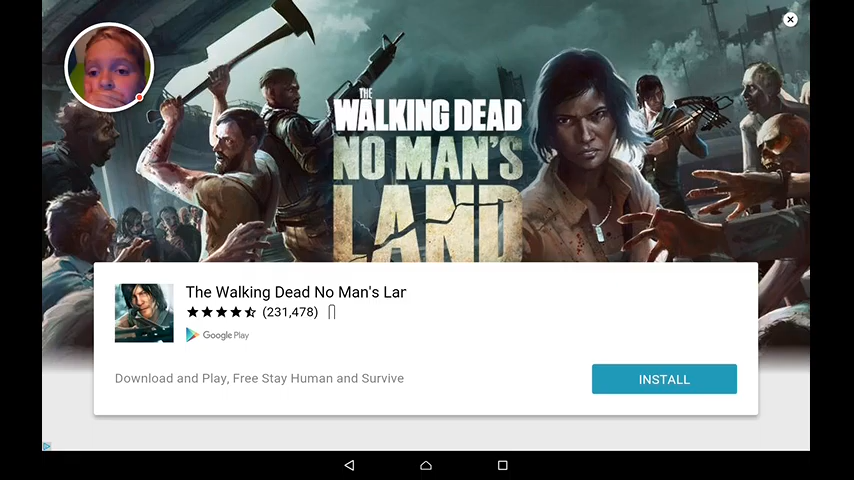 THE
WALKING DEAD
NO MAN'S
LAND
The Walking Dead No Man's Lar
(231,478)
Google Play
Download and Play, Free Stay Human and Survive
INSTALL